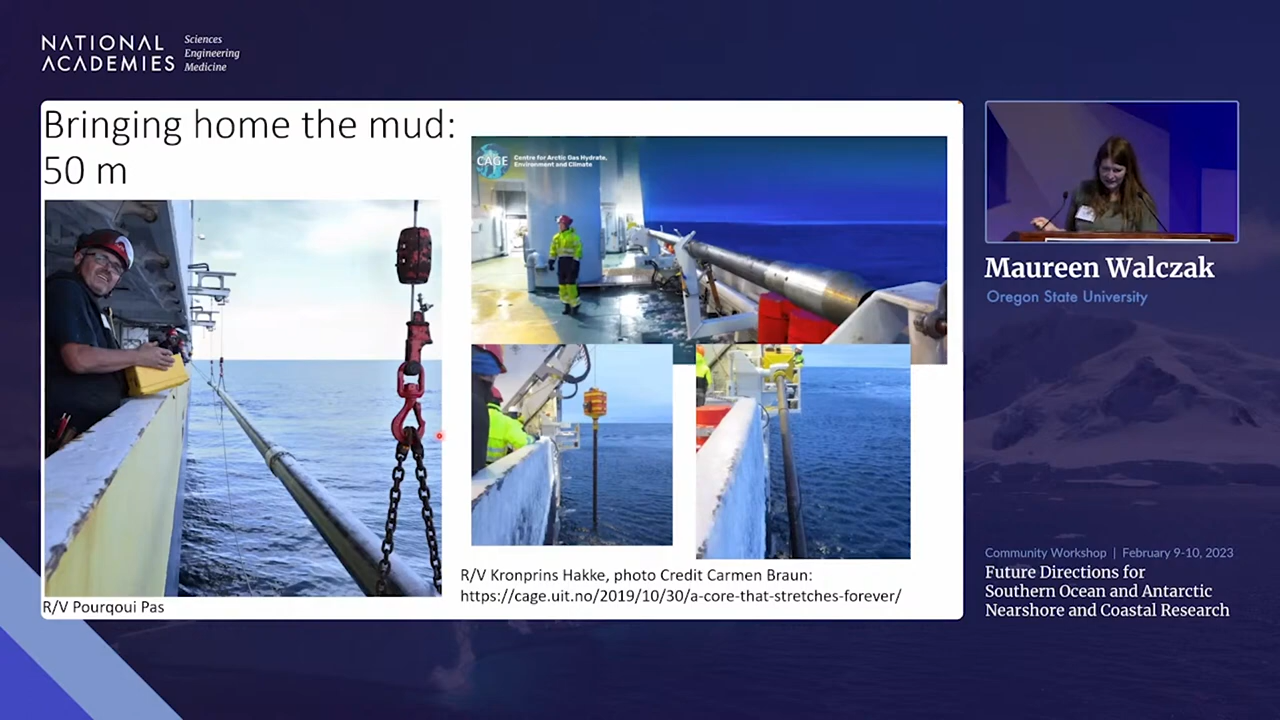 NATIONAL
ACADEMIES
Sciences
Engineering
Medicine
Bringing home the mud:
50 m
CAGE
Centre for Arctic Gas Hydrate,
Environment and Climate
R/V Pourqoui Pas
R/V Kronprins Hakke, photo Credit Carmen Braun:
https://cage.uit.no/2019/10/30/a-core-that-stretches-forever/
Maureen Walczak
Oregon State University
Community Workshop | February 9-10, 2023
Future Directions for
Southern Ocean and Antarctic
Nearshore and Coastal Research